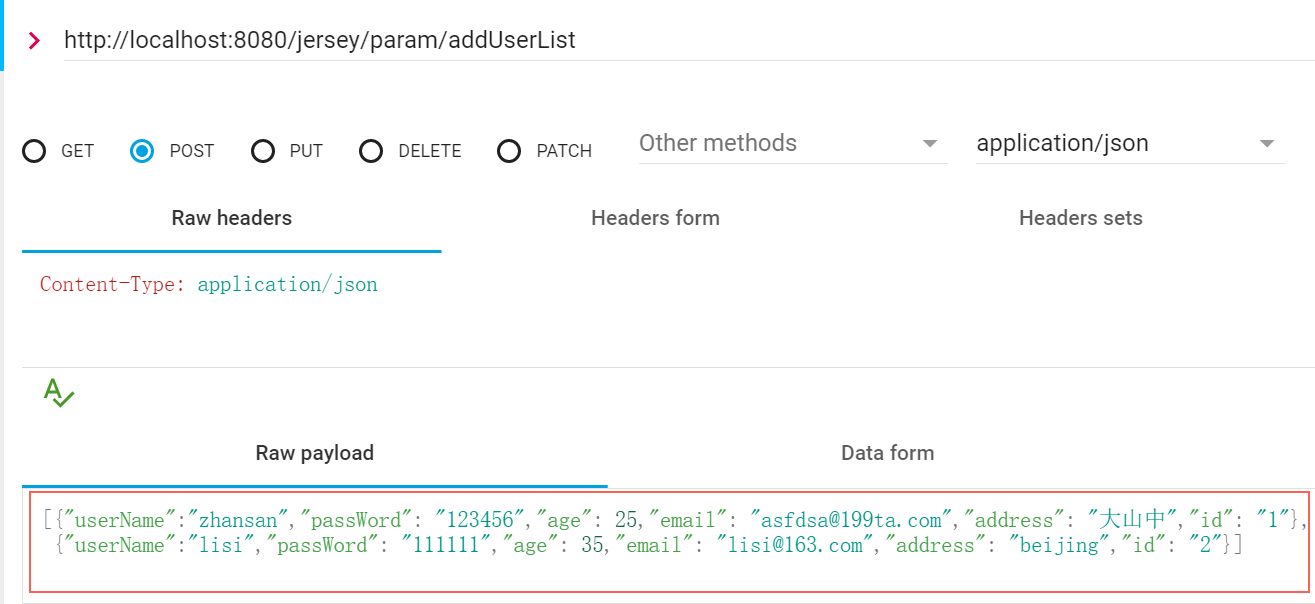 http://localhost:8080/jersey/param/addUserList
GET POST PUT DELETE PATCH Other methods application/json
Raw headers Headers form Headers sets
Content-Type: application/json
Raw payload Data form
[{"userName":"zhansan","passWord": "123456","age": 25,"email": "asfdsa@199ta.com","address": "大山中","id": "1"},
{"userName":"lisi","passWord": "111111","age": 35,"email": "lisi@163.com","address": "beijing","id": "2"}]